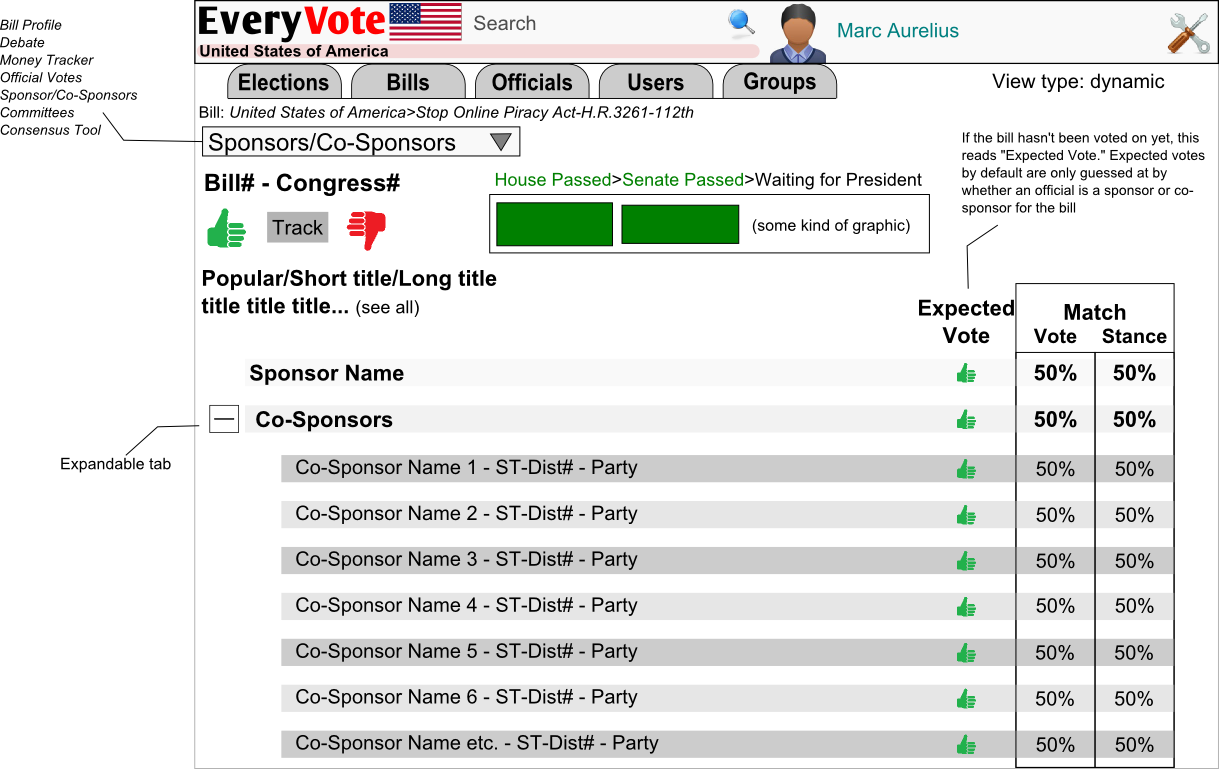 Bill Profile
Debate
Money Tracker
Official Votes
Sponsor/Co-Sponsors
Committees
Consensus Tool
EveryVote
Search
Marc Aurelius
United States of America
Elections
Bills
Officials
Users
Groups
View type: dynamic
Bill: United States of America>Stop Online Piracy Act-H.R.3261-112th
Sponsors/Co-Sponsors
If the bill hasn't been voted on yet, this
reads "Expected Vote." Expected votes
by default are only guessed at by
whether an official is a sponsor or co-
sponsor for the bill
Bill# - Congress#
House Passed>Senate Passed>Waiting for President
Track
(some kind of graphic)
Popular/Short title/Long title
title title title... (see all)
Expected
Vote
Match
Vote Stance
Sponsor Name 50% 50%
Co-Sponsors 50% 50%
Expandable tab
Co-Sponsor Name 1 - ST-Dist# - Party 50% 50%
Co-Sponsor Name 2 - ST-Dist# - Party 50% 50%
Co-Sponsor Name 3 - ST-Dist# - Party 50% 50%
Co-Sponsor Name 4 - ST-Dist# - Party 50% 50%
Co-Sponsor Name 5 - ST-Dist# - Party 50% 50%
Co-Sponsor Name 6 - ST-Dist# - Party 50% 50%
Co-Sponsor Name etc. - ST-Dist# - Party 50% 50%